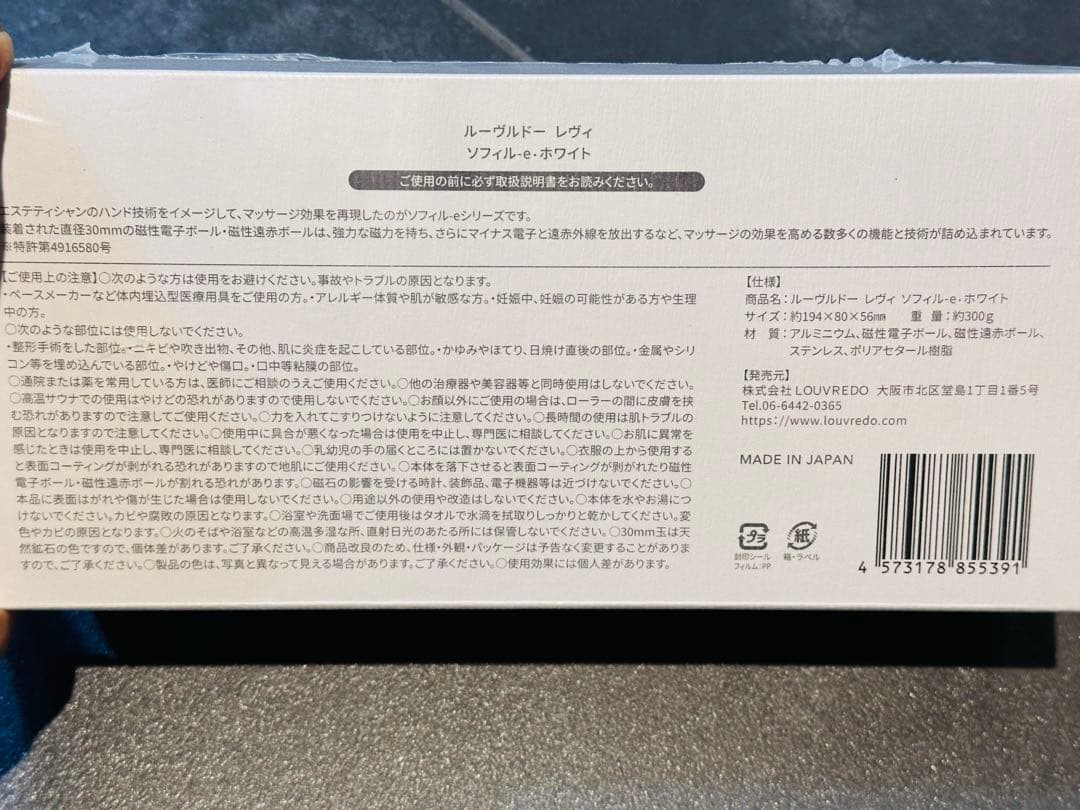 ルーヴルドー レヴィ
ソフィル-e・ホワイト
ご使用の前に必ず取扱説明書をお読みください。
エステティシャンのハンド技術をイメージして、マッサージ効果を再現したのがソフィル-eシリーズです。
装着された直径30mmの磁性電子ボール・磁性遠赤ボールは、強力な磁力を持ち、さらにマイナス電子と遠赤外線を放出するなど、マッサージの効果を高める数多くの機能と技術が詰め込まれています。
※特許第4916580号
【ご使用上の注意】○次のような方は使用をお避けください。事故やトラブルの原因となります。
・ペースメーカーなど体内埋込型医療用具をご使用の方。・アレルギー体質や肌が敏感な方。・妊娠中、妊娠の可能性がある方や生理
中の方。
○次のような部位には使用しないでください。
・整形手術をした部位。・ニキビや吹き出物、その他、肌に炎症を起こしている部位。・かゆみやほてり、日焼け直後の部位。・金属やシリ
コン等を埋め込んでいる部位。・やけどや傷口。・口中等粘膜の部位。
○通院または薬を常用している方は、医師にご相談のうえご使用ください。○他の治療器や美容器等と同時使用はしないでください。
○高温サウナでの使用はやけどの恐れがありますので使用しないでください。○お顔以外にご使用の場合は、ローラーの間に皮膚を挟
む恐れがありますので注意してご使用ください。○力を入れてこすりつけないように注意してください。○長時間の使用は肌トラブルの
原因となりますので注意してください。○使用中に具合が悪くなった場合は使用を中止し、専門医に相談してください。○お肌に異常を
感じたときは使用を中止し、専門医に相談してください。○乳幼児の手の届くところには置かないでください。○衣服の上から使用する
と表面コーティングが剥がれる恐れがありますので地肌にご使用ください。○本体を落下させると表面コーティングが剥がれたり磁性
電子ボール・磁性遠赤ボールが割れる恐れがあります。○磁石の影響を受ける時計、装飾品、電子機器等は近づけないでください。○
本品に表面はがれや傷が生じた場合は使用しないでください。○用途以外の使用や改造はしないでください。○本体を水やお湯につ
けないでください。カビや腐敗の原因となります。○浴室や洗面場でご使用後はタオルで水滴を拭取りしっかりと乾かしてください。変
色やカビの原因となります。○火のそばや浴室などの高温多湿な所、直射日光のあたる所には保管しないでください。○30mm玉は天
然鉱石の色ですので、個体差があります。ご了承ください。○商品改良のため、仕様・外観・パッケージは予告なく変更することがありま
すので、ご了承ください。○製品の色は、写真と異なって見える場合があります。ご了承ください。○使用効果には個人差があります。
【仕様】
商品名：ルーヴルドー レヴィ ソフィル-e・ホワイト
サイズ：約194×80×56㎜ 重 量：約300g
材 質：アルミニウム、磁性電子ボール、磁性遠赤ボール、
ステンレス、ポリアセタール樹脂
【発売元】
株式会社 LOUVREDO 大阪市北区堂島1丁目1番5号
Tel.06-6442-0365
https://www.louvredo.com
MADE IN JAPAN
プラ
封印シール
フィルム：PP
紙
箱・ラベル
4 573178 855391